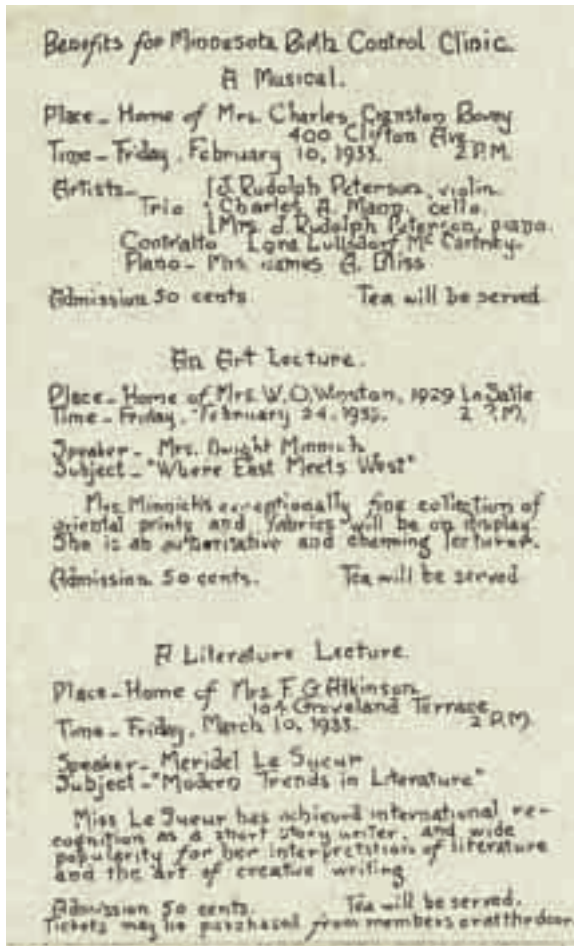 Benefits for Minnesota Birth Control Clinic.
A Musical.
Place - Home of Mrs. Charles Cranston Bovey
400 Clifton Ave
Time - Friday, February 10, 1933. 2 P.M.
Artists - J. Rudolph Peterson, violin.
Trio Charles A. Mann, cello.
Mrs. J. Rudolph Peterson, piano.
Contralto Lora Lulsdorf McCartney.
Piano - Mrs. James A. Bliss
Admission 50 cents Tea will be served
An Art Lecture.
Place - Home of Mrs. W.O. Winston, 1929 LaSalle
Time - Friday, February 24, 1933. 2 P.M.
Speaker - Mrs. Dwight Minnich
Subject - "Where East Meets West"
Mrs. Minnich's exceptionally fine collection of
oriental prints and fabrics will be on display
She is an authoritative and charming lecturer.
Admission 50 cents. Tea will be served
A Literature Lecture.
Place - Home of Mrs F G Atkinson
104 Groveland Terrace
Time - Friday, March 10, 1933. 2 P.M.
Speaker - Meridel Le Sueur
Subject - "Modern Trends in Literature"
Miss Le Sueur has achieved international re-
cognition as a short story writer, and wide
popularity for her interpretation of literature
and the art of creative writing
Admission 50 cents. Tea will be served.
Tickets may be purchased from members or at the door